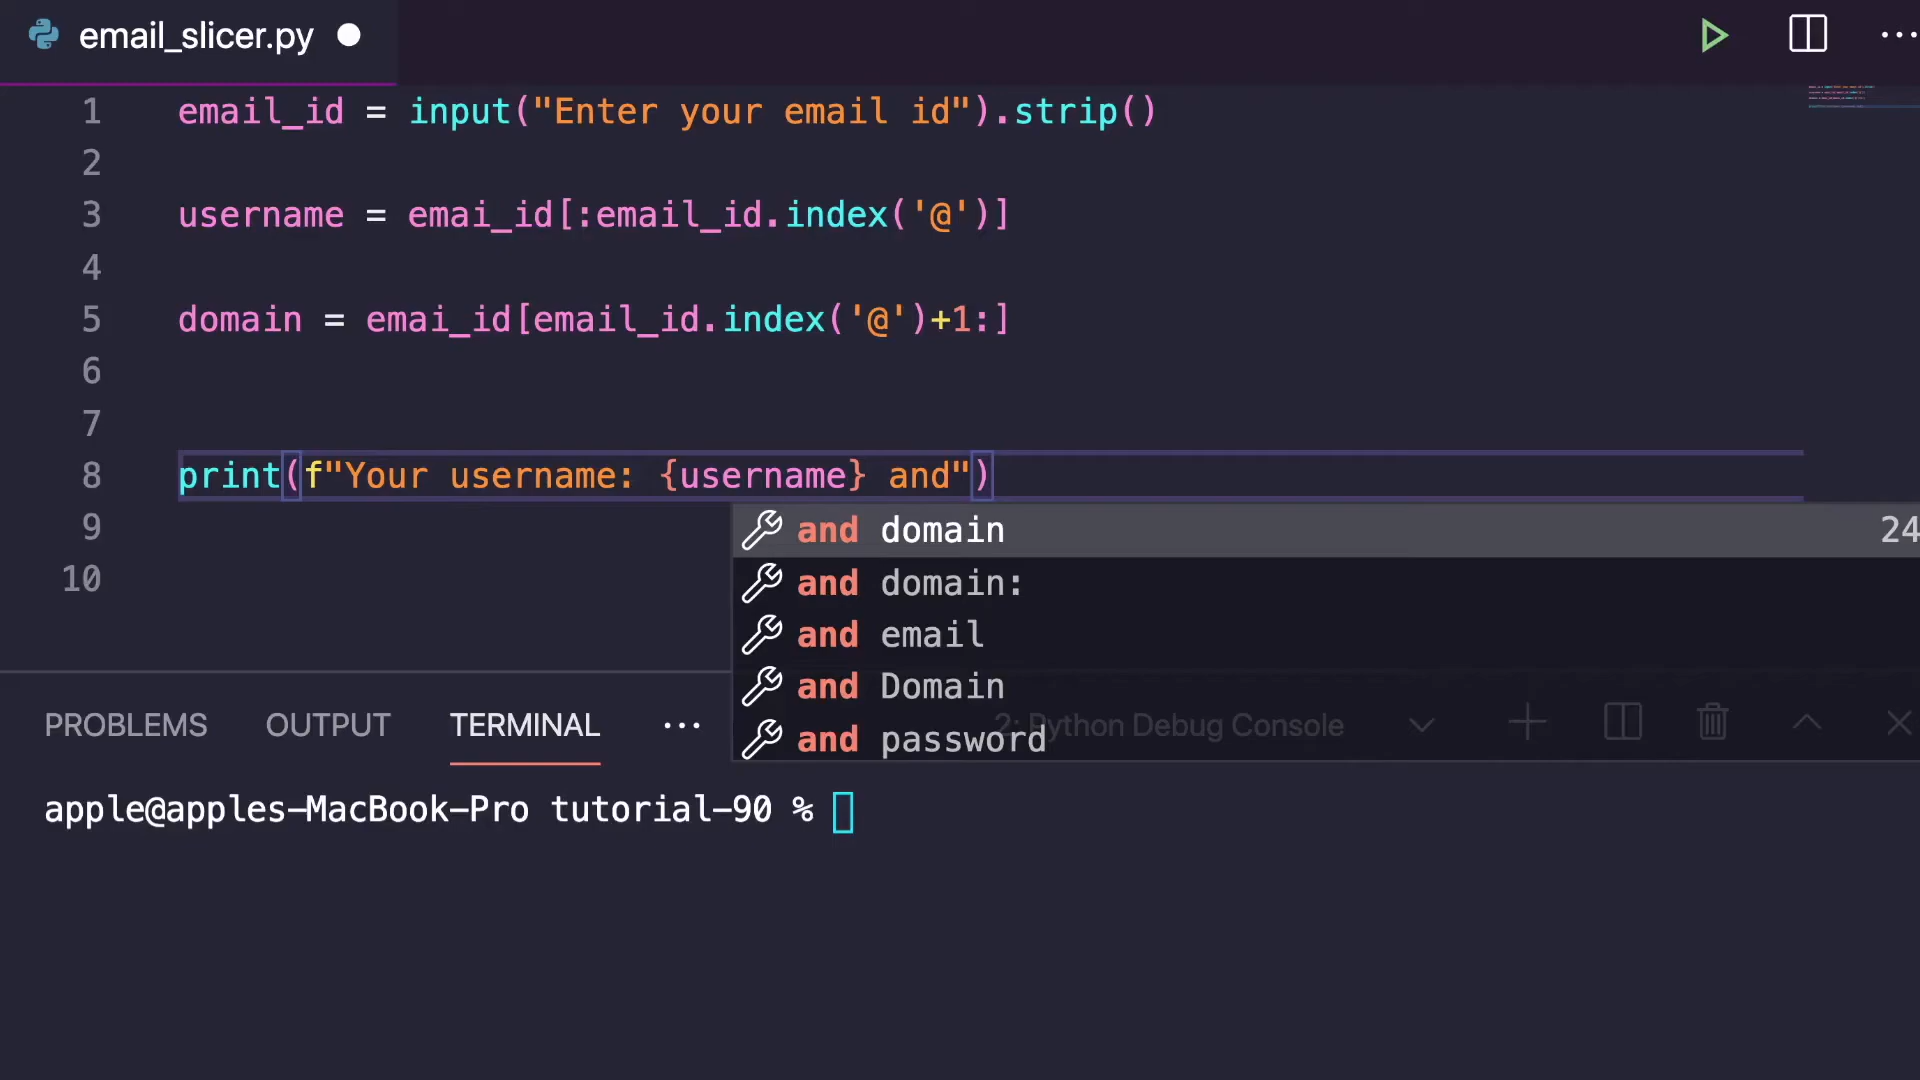 email_slicer.py
1 email_id = input("Enter your email id").strip()
2
3 username = emai_id[:email_id.index('@')]
4
5 domain = emai_id[email_id.index('@')+1:]
6
7
8 print(f"Your username: {username} and")
9
10
and domain 24
and domain:
and email
and Domain
and password
PROBLEMS OUTPUT TERMINAL ··· 2: Python Debug Console
apple@apples-MacBook-Pro tutorial-90 %